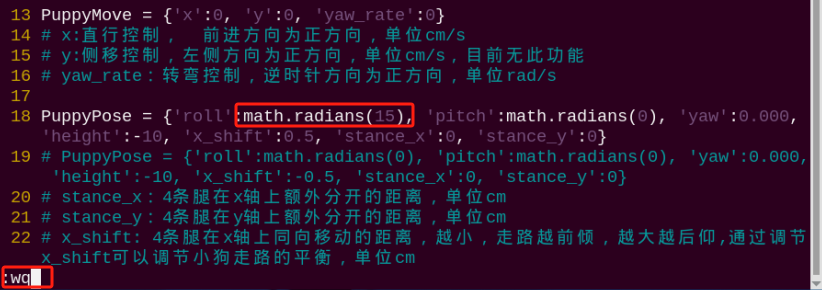 13 PuppyMove = {'x':0, 'y':0, 'yaw_rate':0}
14 # x:直行控制， 前进方向为正方向，单位cm/s
15 # y:侧移控制，左侧方向为正方向，单位cm/s，目前无此功能
16 # yaw_rate：转弯控制，逆时针方向为正方向，单位rad/s
17
18 PuppyPose = {'roll':math.radians(15), 'pitch':math.radians(0), 'yaw':0.000,
'height':-10, 'x_shift':0.5, 'stance_x':0, 'stance_y':0}
19 # PuppyPose = {'roll':math.radians(0), 'pitch':math.radians(0), 'yaw':0.000,
'height':-10, 'x_shift':-0.5, 'stance_x':0, 'stance_y':0}
20 # stance_x：4条腿在x轴上额外分开的距离，单位cm
21 # stance_y：4条腿在y轴上额外分开的距离，单位cm
22 # x_shift: 4条腿在x轴上同向移动的距离，越小，走路越前倾，越大越后仰,通过调节
x_shift可以调节小狗走路的平衡，单位cm
:wq